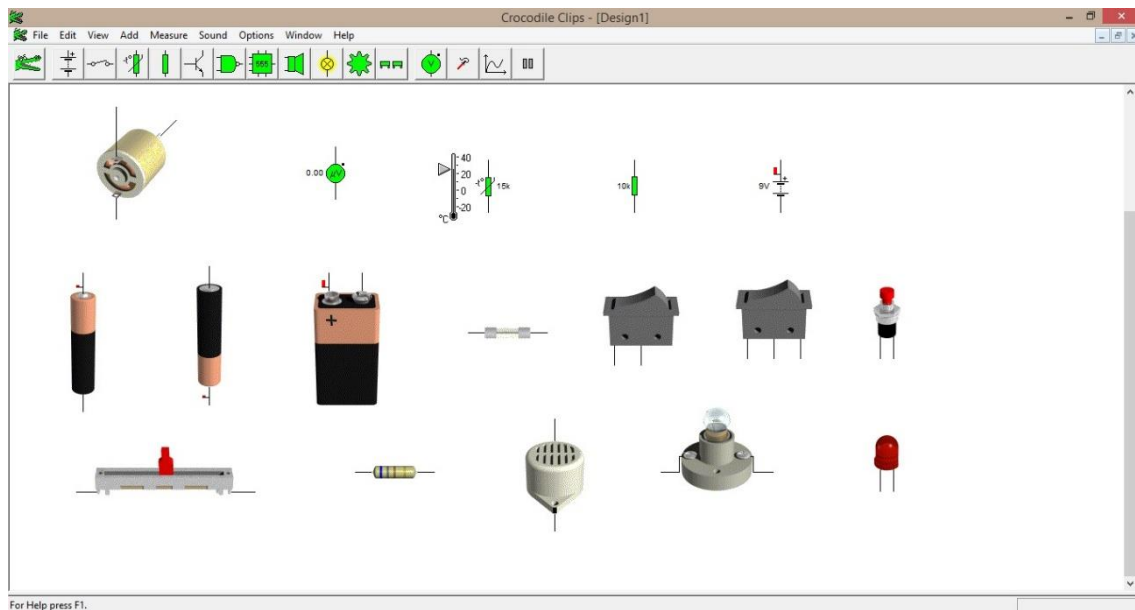 Crocodile Clips - [Design1]
File Edit View Add Measure Sound Options Window Help
555 V
0.00 µV
40
20
0
-20
°C
t° 15k
10k
9V
+
+
For Help press F1.